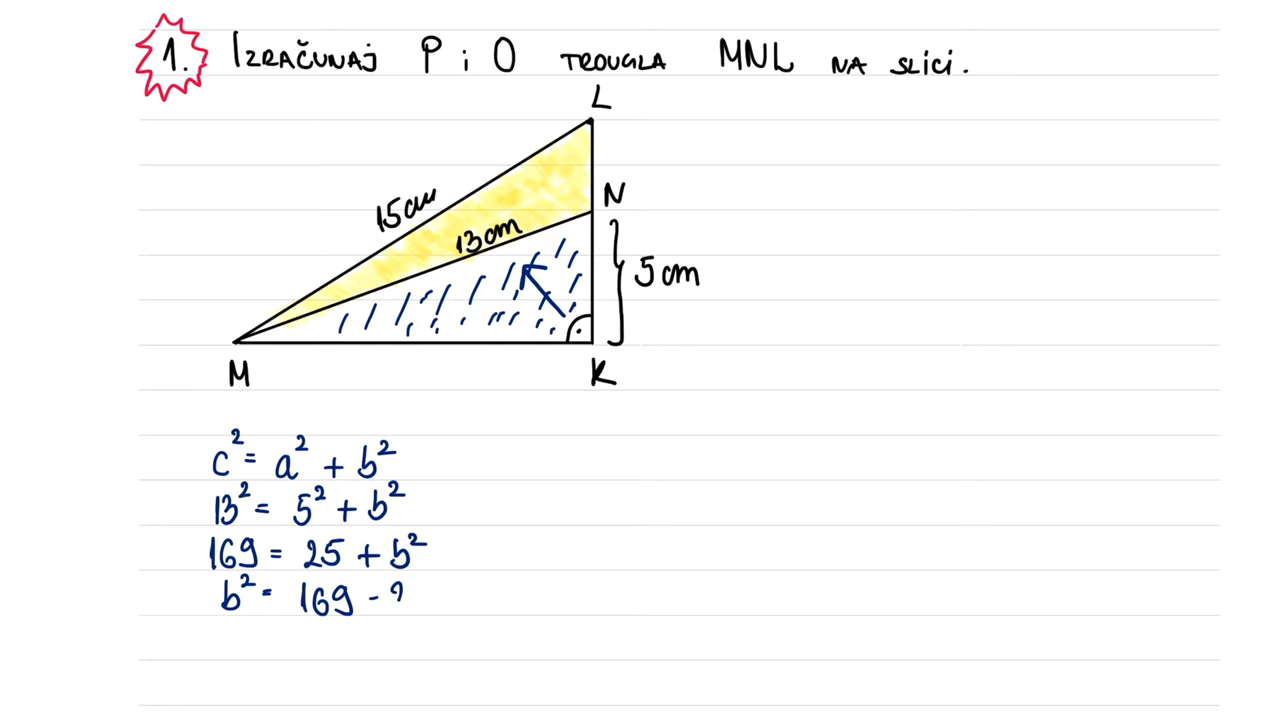 1. IZRAČUNAJ P i O TROUGLA MNL NA SLICI.
L
N
15cm
13cm
5cm
M
K
c² = a² + b²
13² = 5² + b²
169 = 25 + b²
b² = 169 -